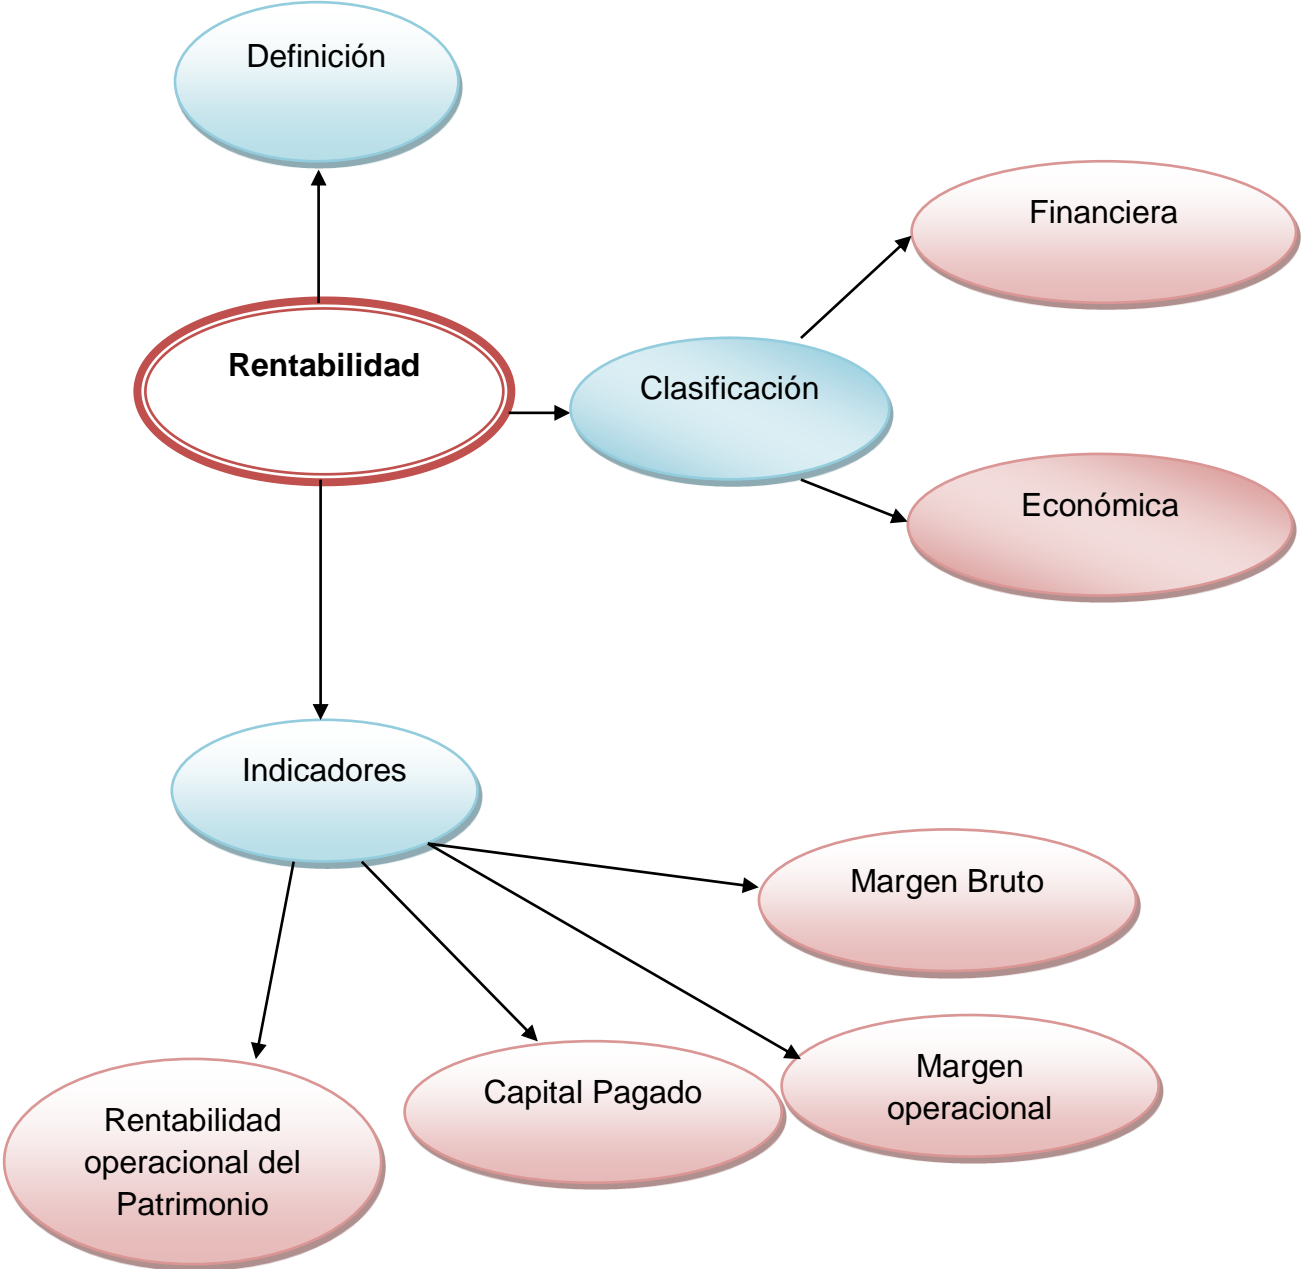 Definición
Financiera
Rentabilidad
Clasificación
Económica
Indicadores
Margen Bruto
Margen
operacional
Capital Pagado
Rentabilidad
operacional del
Patrimonio